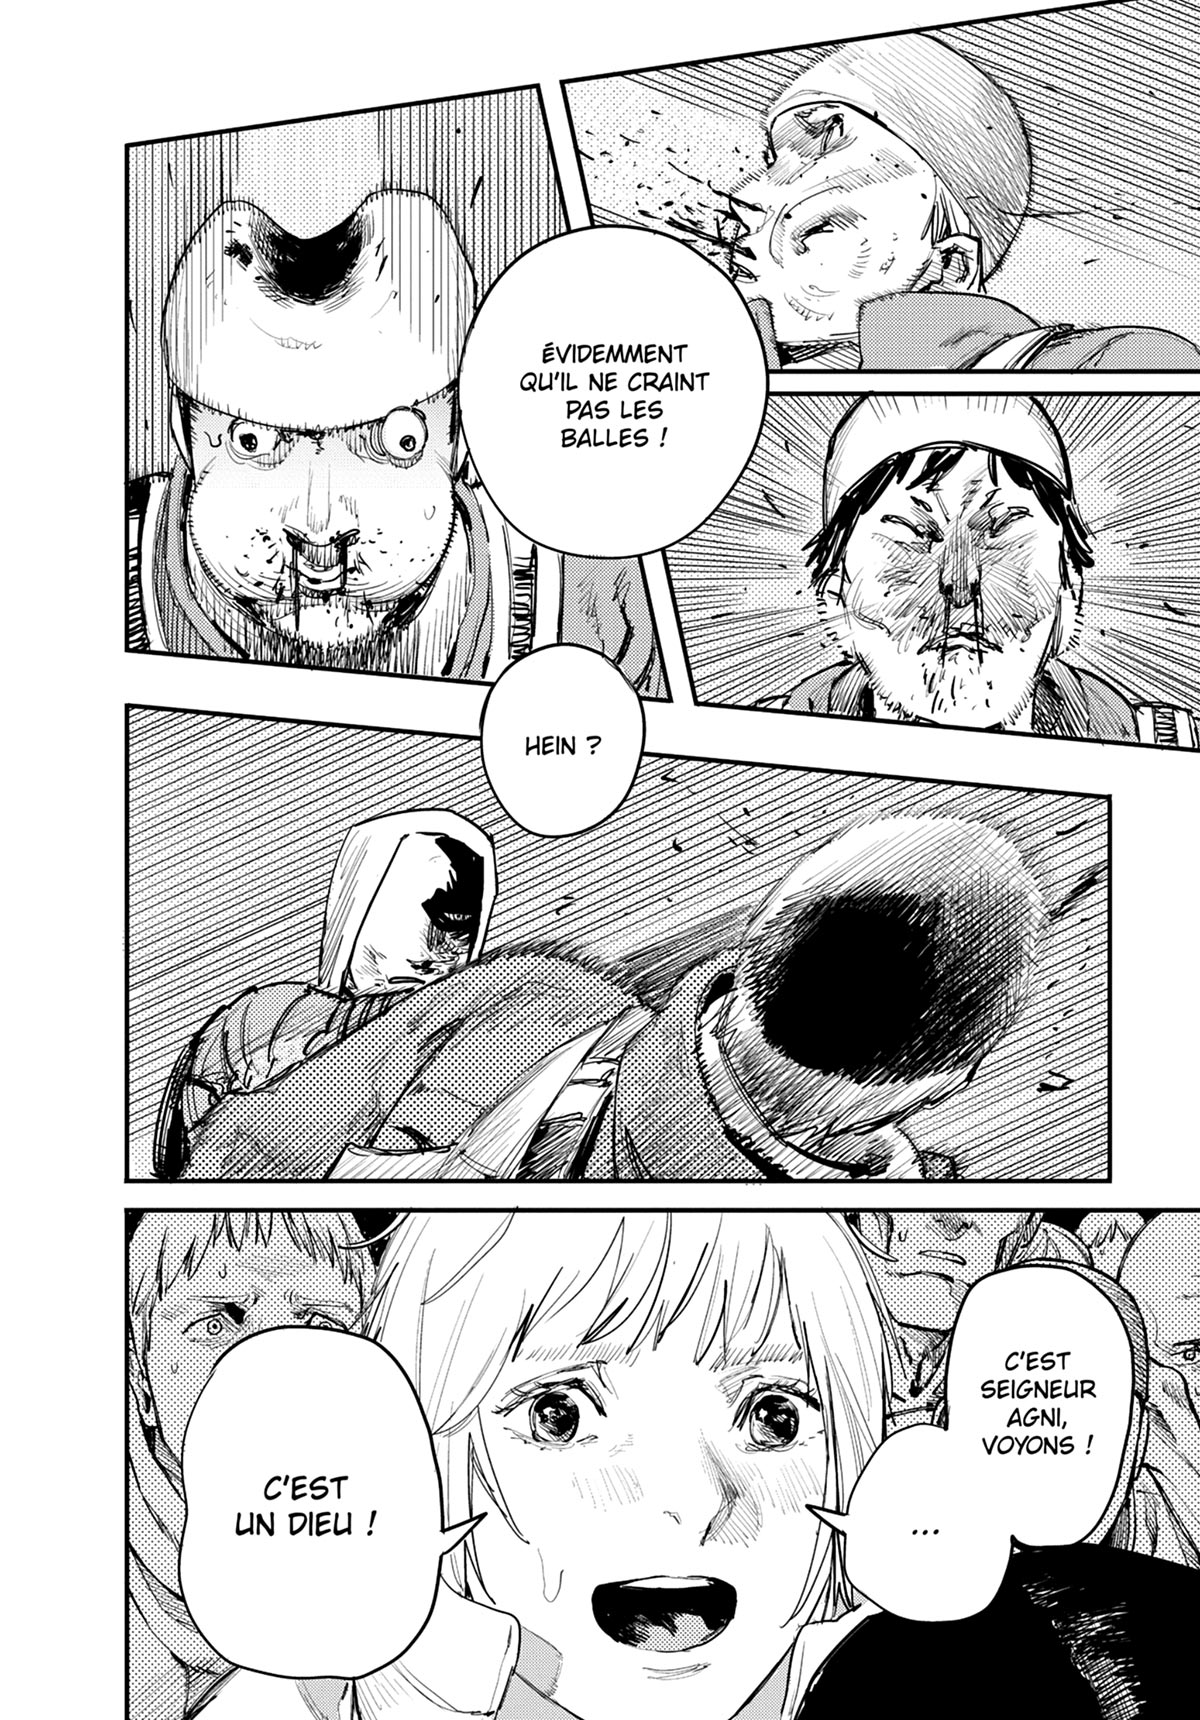 ÉVIDEMMENT
QU'IL NE CRAINT
PAS LES
BALLES !
HEIN ?
C'EST
SEIGNEUR
AGNI,
VOYONS !
...
C'EST
UN DIEU !